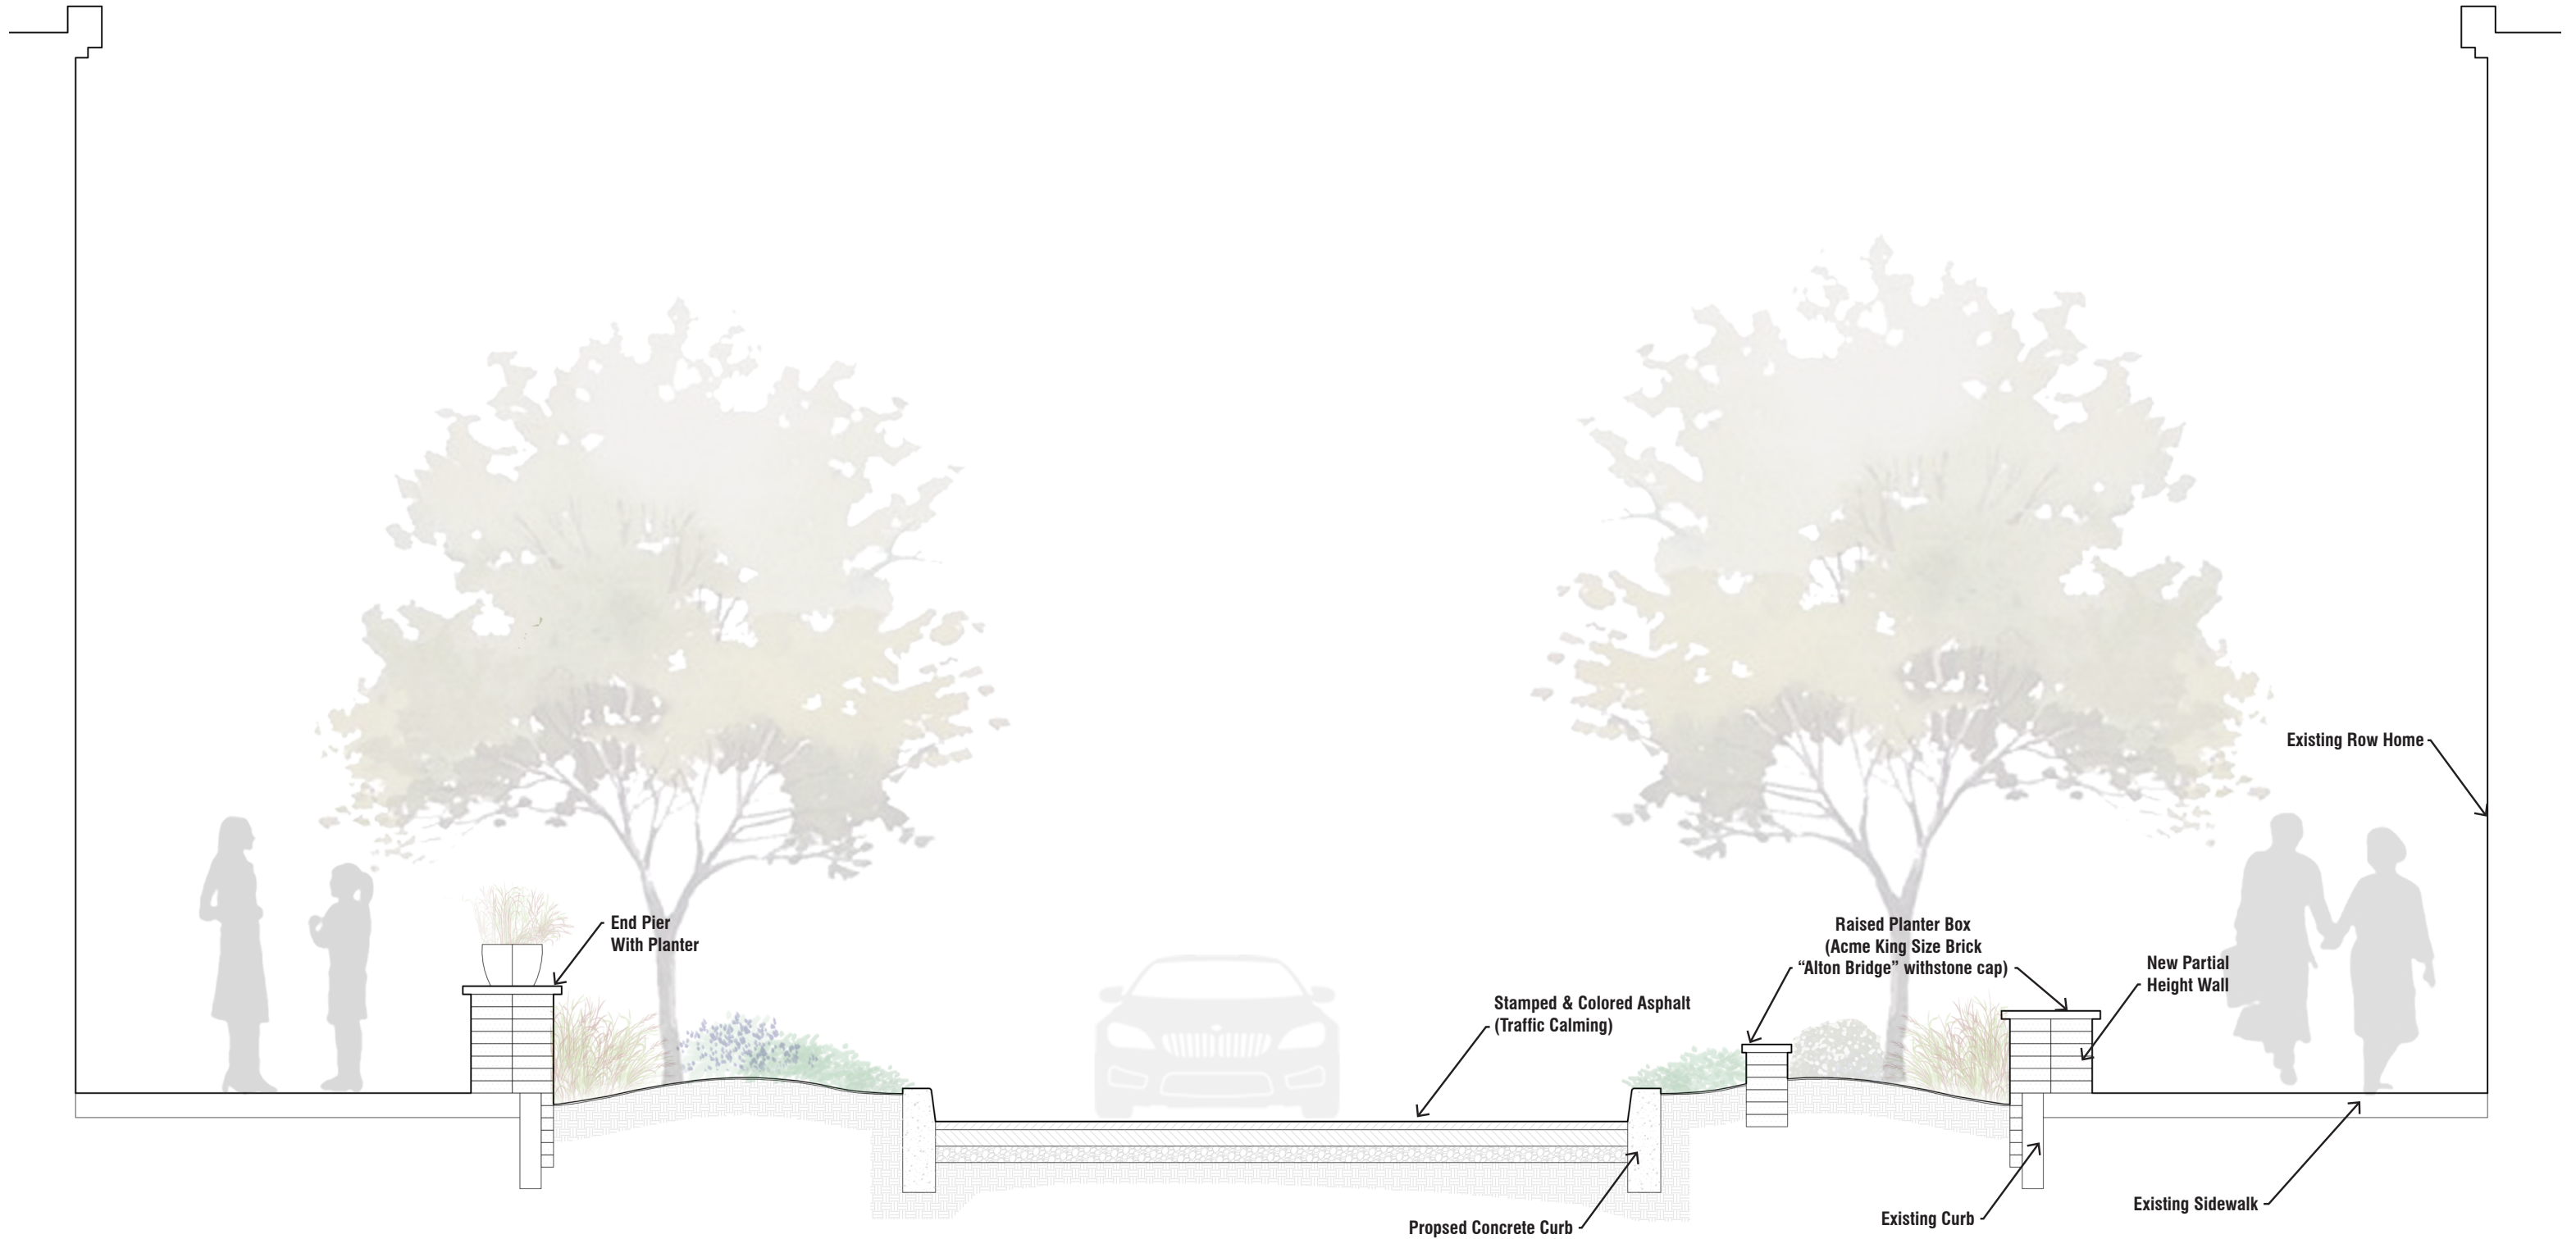 Existing Row Home
End Pier
With Planter
Raised Planter Box
(Acme King Size Brick
“Alton Bridge” withstone cap)
New Partial
Height Wall
Stamped & Colored Asphalt
(Traffic Calming)
Existing Sidewalk
Existing Curb
Propsed Concrete Curb